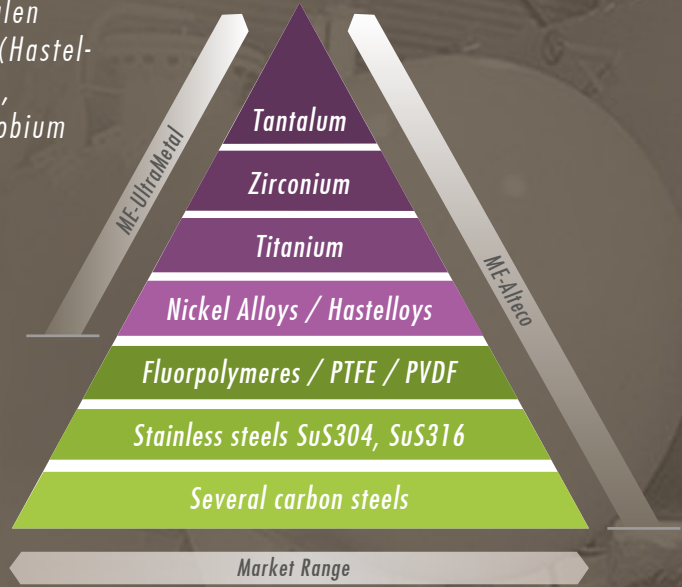 (Hastel-
Tantalum
Zirconium
Titanium
Nickel Alloys / Hastelloys
Fluorpolymeres / PTFE / PVDF
Stainless steels SuS304, SuS316
Several carbon steels
ME-UltraMetal
ME-Alteco
Market Range